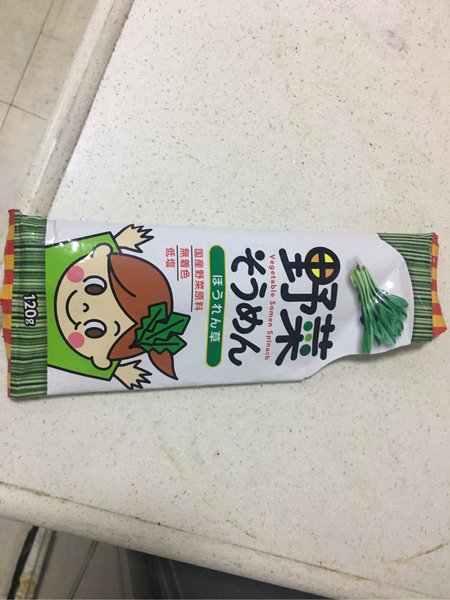 野菜
そうめん
Vegetable Somen Spinach
ほうれん草
国産野菜原料
無着色
低塩
120g